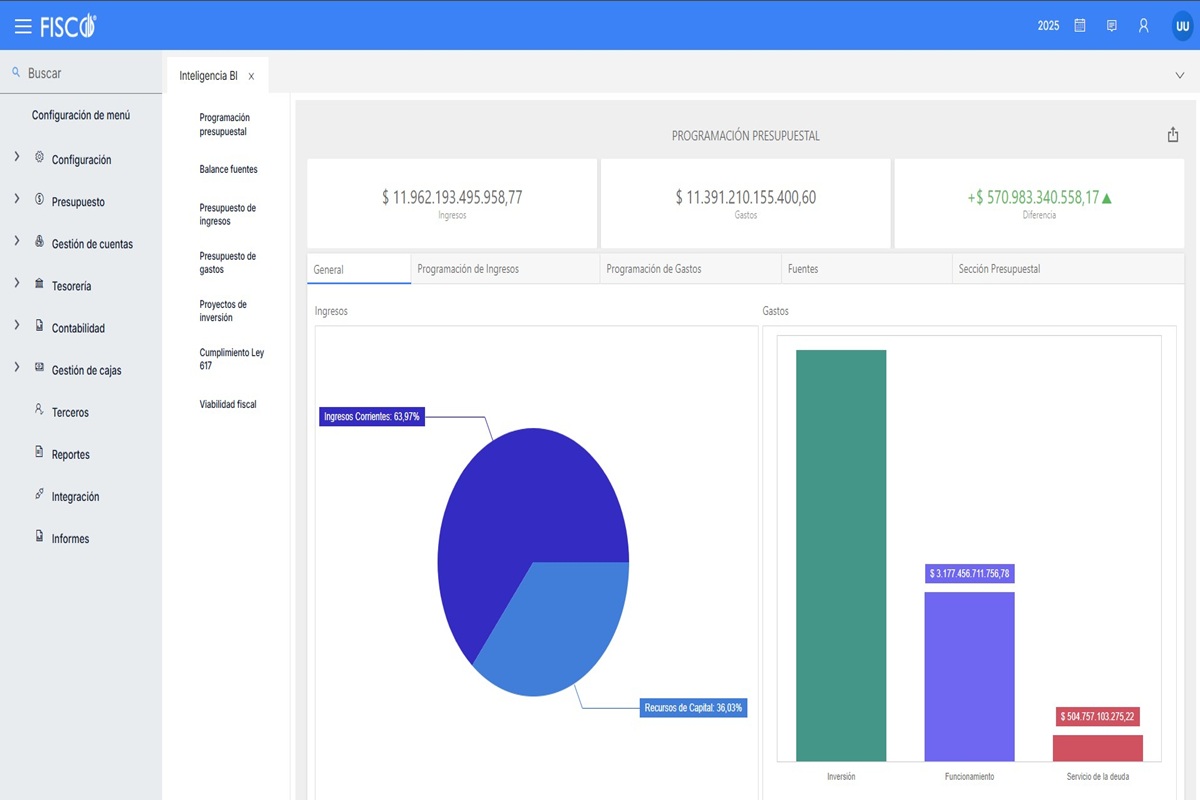 FISCO
2025
UU
Buscar
Inteligencia BI x
Configuración de menú
Configuración
Presupuesto
Gestión de cuentas
Tesorería
Contabilidad
Gestión de cajas
Terceros
Reportes
Integración
Informes
Programación
presupuestal
Balance fuentes
Presupuesto de
ingresos
Presupuesto de
gastos
Proyectos de
inversión
Cumplimiento Ley
617
Viabilidad fiscal
PROGRAMACIÓN PRESUPUESTAL
$ 11.962.193.495.958,77
Ingresos
$ 11.391.210.155.400,60
Gastos
+$ 570.983.340.558,17▲
Diferencia
General
Programación de Ingresos
Programación de Gastos
Fuentes
Sección Presupuestal
Ingresos
Ingresos Corrientes: 63,97%
Recursos de Capital: 36,03%
Gastos
$ 3.177.456.711.756,78
$ 504.757.103.275,22
Inversión
Funcionamiento
Servicio de la deuda